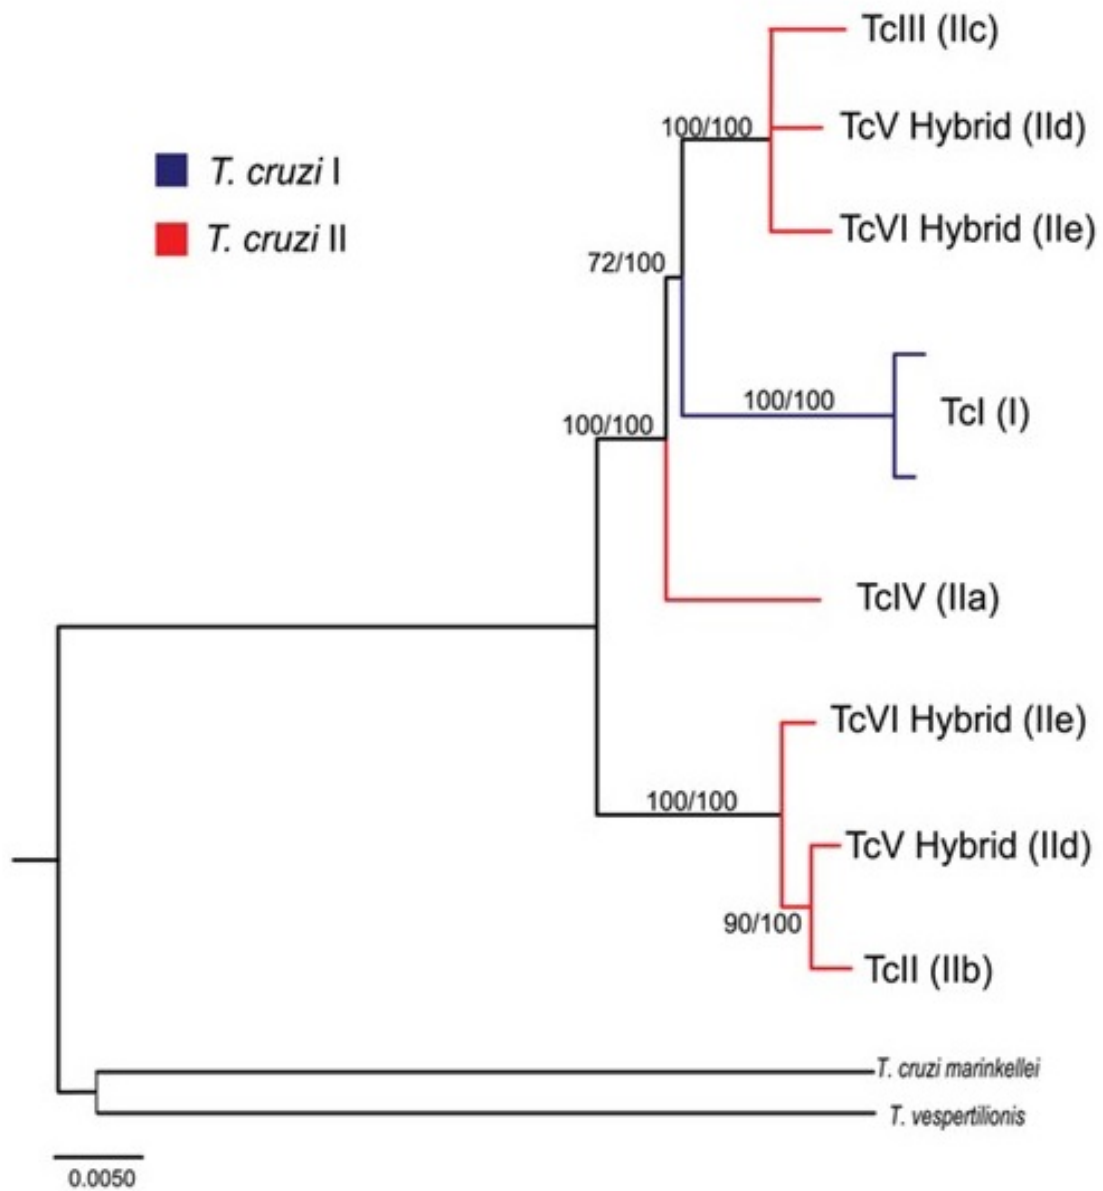 TcIII (IIc)
100/100
TcV Hybrid (IId)
T. cruzi I
T. cruzi II
TcVI Hybrid (IIe)
72/100
100/100
TcI (I)
100/100
TcIV (IIa)
TcVI Hybrid (IIe)
100/100
TcV Hybrid (IId)
90/100
TcII (IIb)
T. cruzi marinkellei
T. vespertilionis
0.0050